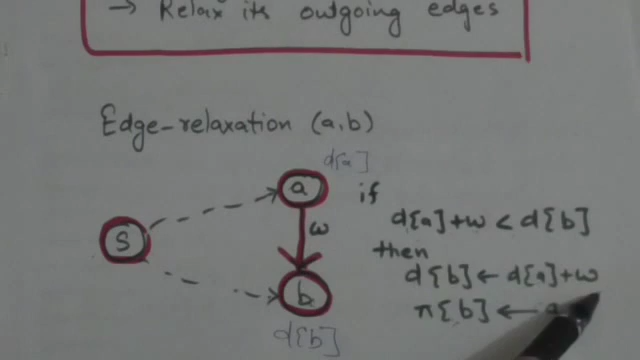 → Relax its outgoing edges
Edge-relaxation (a,b)
d[a]
a
if
S
ω
d[a]+ω < d[b]
then
b
d[b] ← d[a]+ω
π[b] ← a
d[b]